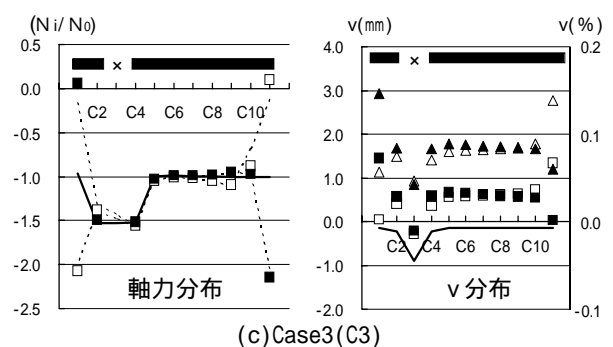 (Ni/N0)
0.5
0.0
-0.5
-1.0
-1.5
-2.0
-2.5
×
C2 C4 C6 C8 C10
軸力分布
v(mm)
4.0
3.0
2.0
1.0
0.0
-1.0
-2.0
×
C2 C4 C6 C8 C10
v分布
v(%)
0.2
0.1
0.0
-0.1
(c)Case3(C3)